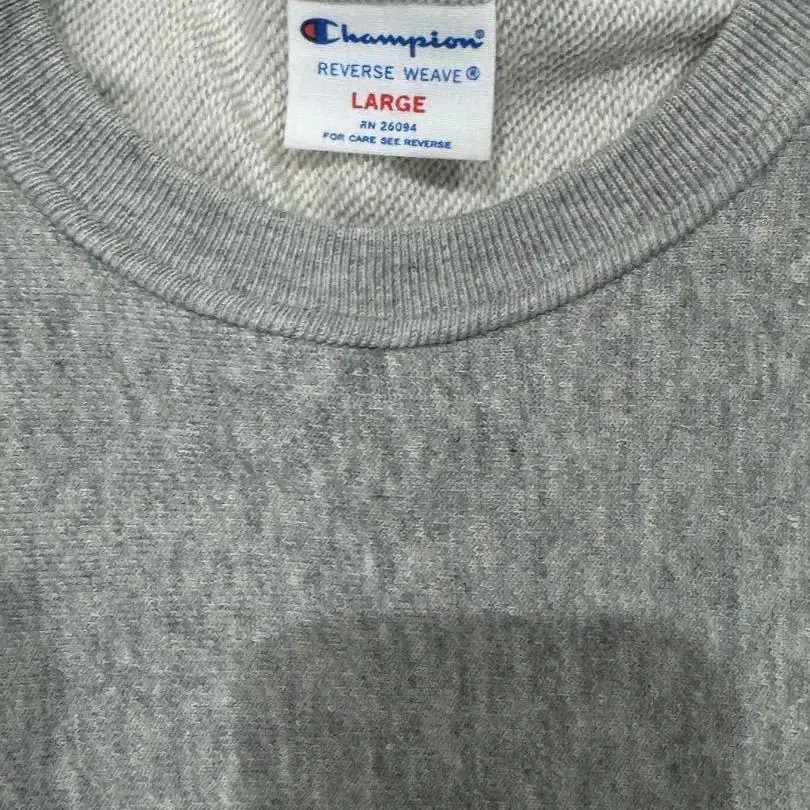 Champion®
REVERSE WEAVE®
LARGE
RN 26094
FOR CARE SEE REVERSE